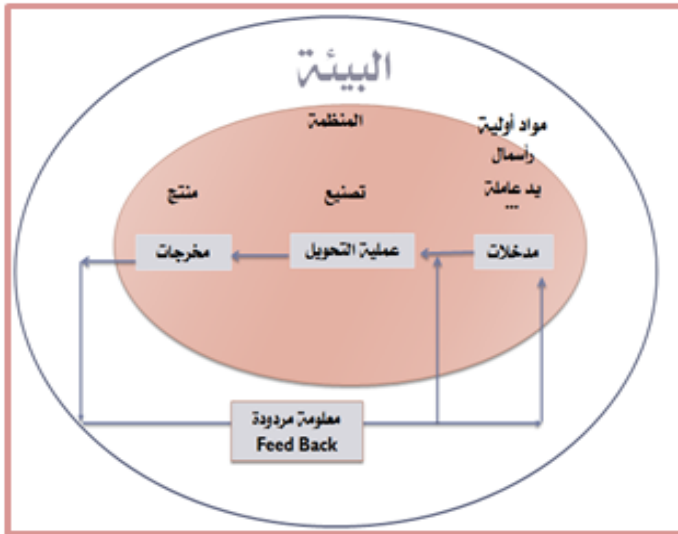 البيئة
المنظمة
مواد أولية
رأسمال
يد عاملة
...
تصنيع
منتج
مدخلات
عملية التحويل
مخرجات
معلومة مردودة
Feed Back